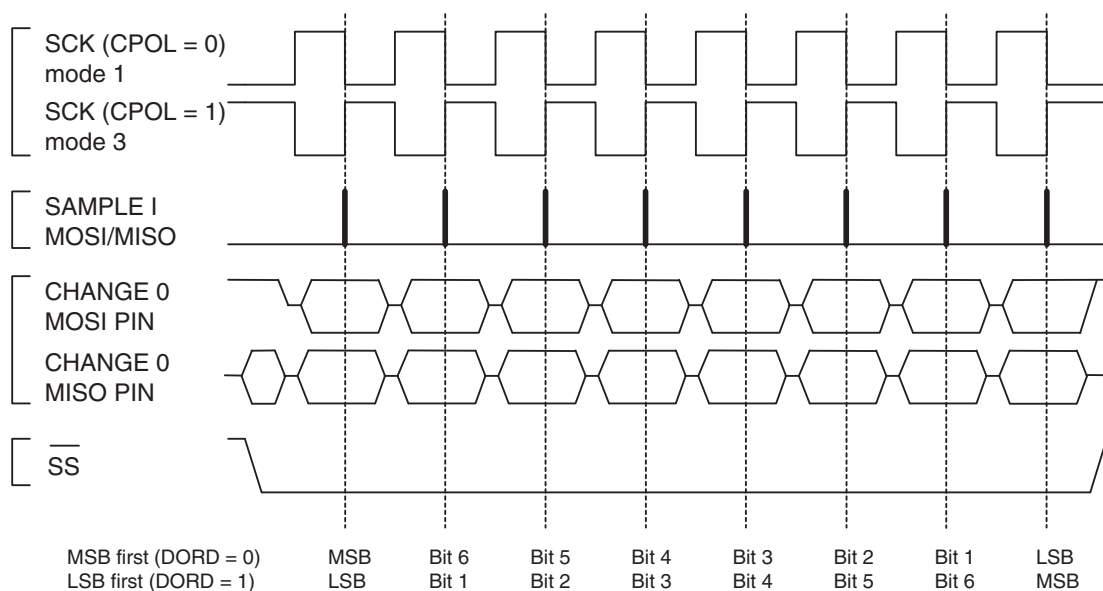 SCK (CPOL = 0)
mode 1
SCK (CPOL = 1)
mode 3
SAMPLE I
MOSI/MISO
CHANGE 0
MOSI PIN
CHANGE 0
MISO PIN
SS
MSB first (DORD = 0) MSB Bit 6 Bit 5 Bit 4 Bit 3 Bit 2 Bit 1 LSB
LSB first (DORD = 1) LSB Bit 1 Bit 2 Bit 3 Bit 4 Bit 5 Bit 6 MSB